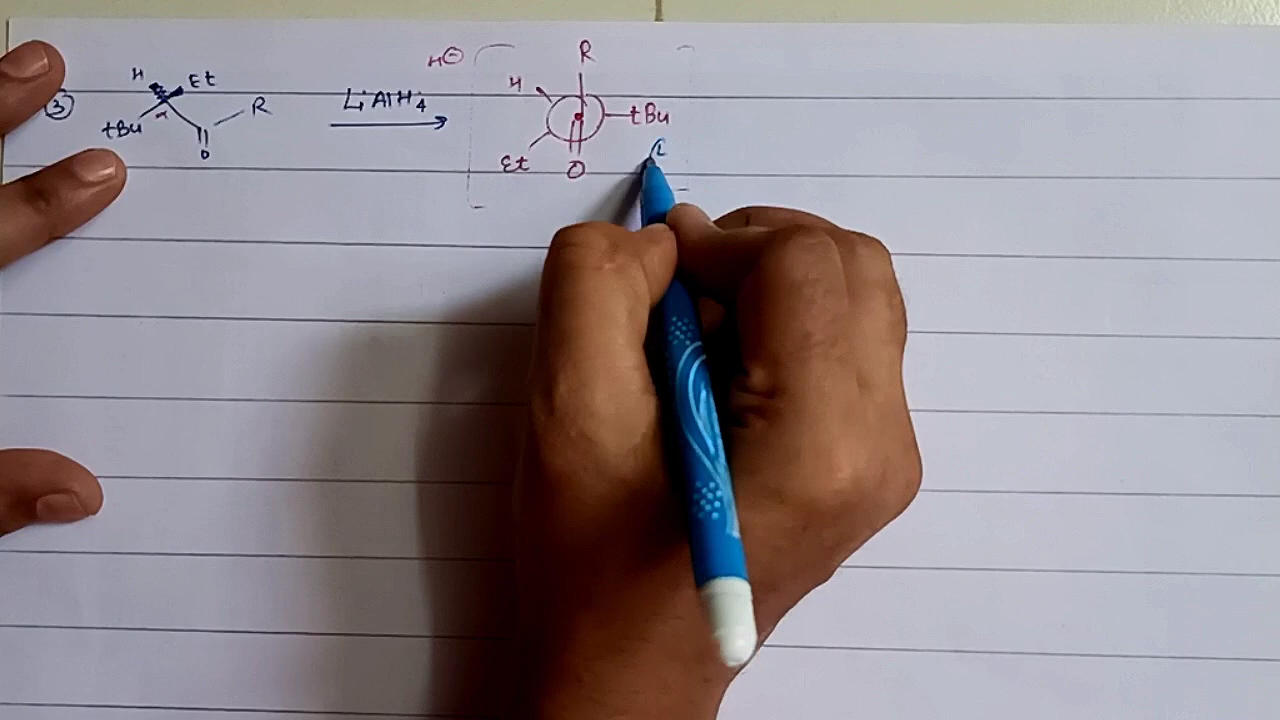 ③ H Et tBu α R O LiAlH4 H⊖ H R tBu Et O
(L